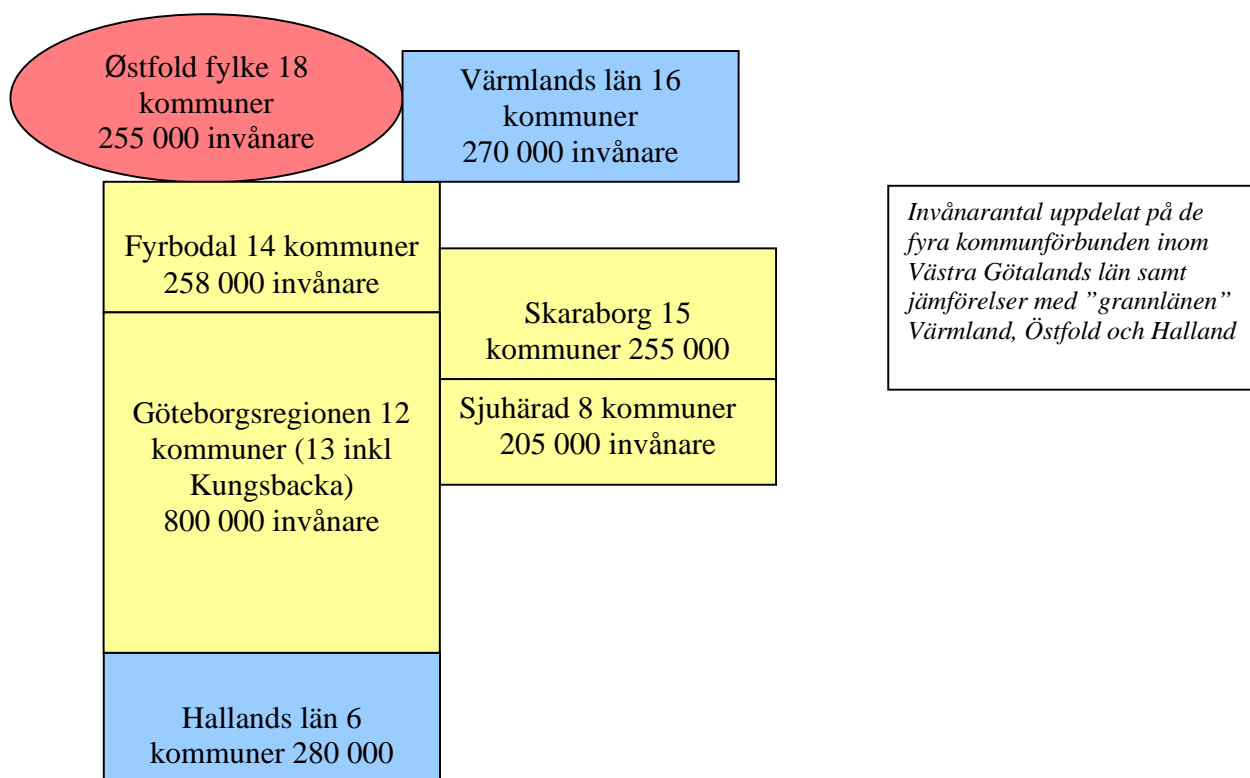 Østfold fylke 18
kommuner
255 000 invånare
Värmlands län 16
kommuner
270 000 invånare
Fyrbodal 14 kommuner
258 000 invånare
Invånarantal uppdelat på de
fyra kommunförbunden inom
Västra Götalands län samt
jämförelser med ”grannlänen”
Värmland, Östfold och Halland
Skaraborg 15
kommuner 255 000
Göteborgsregionen 12
kommuner (13 inkl
Kungsbacka)
800 000 invånare
Sjuhärad 8 kommuner
205 000 invånare
Hallands län 6
kommuner 280 000